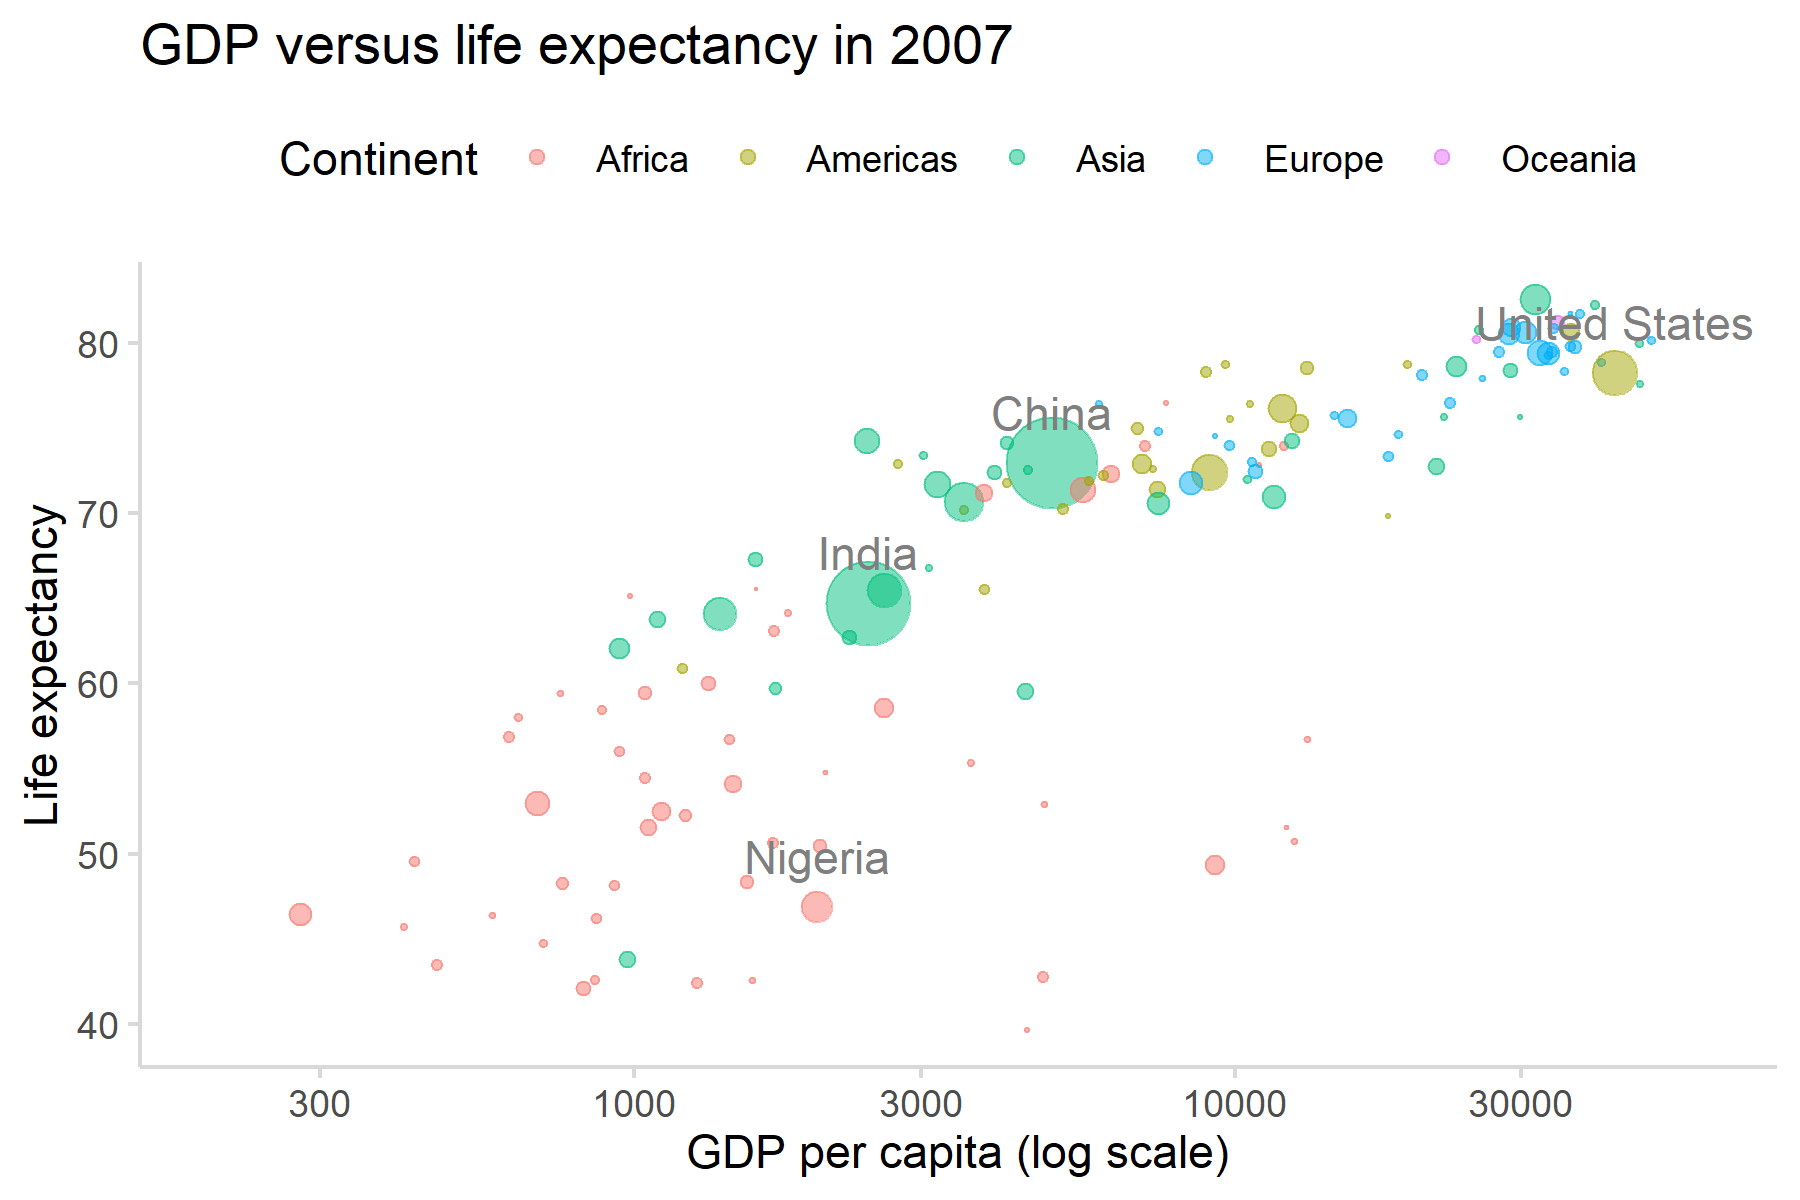 GDP versus life expectancy in 2007
Continent Africa Americas Asia Europe Oceania
80
70
60
50
40
Life expectancy
United States
China
India
Nigeria
300 1000 3000 10000 30000
GDP per capita (log scale)